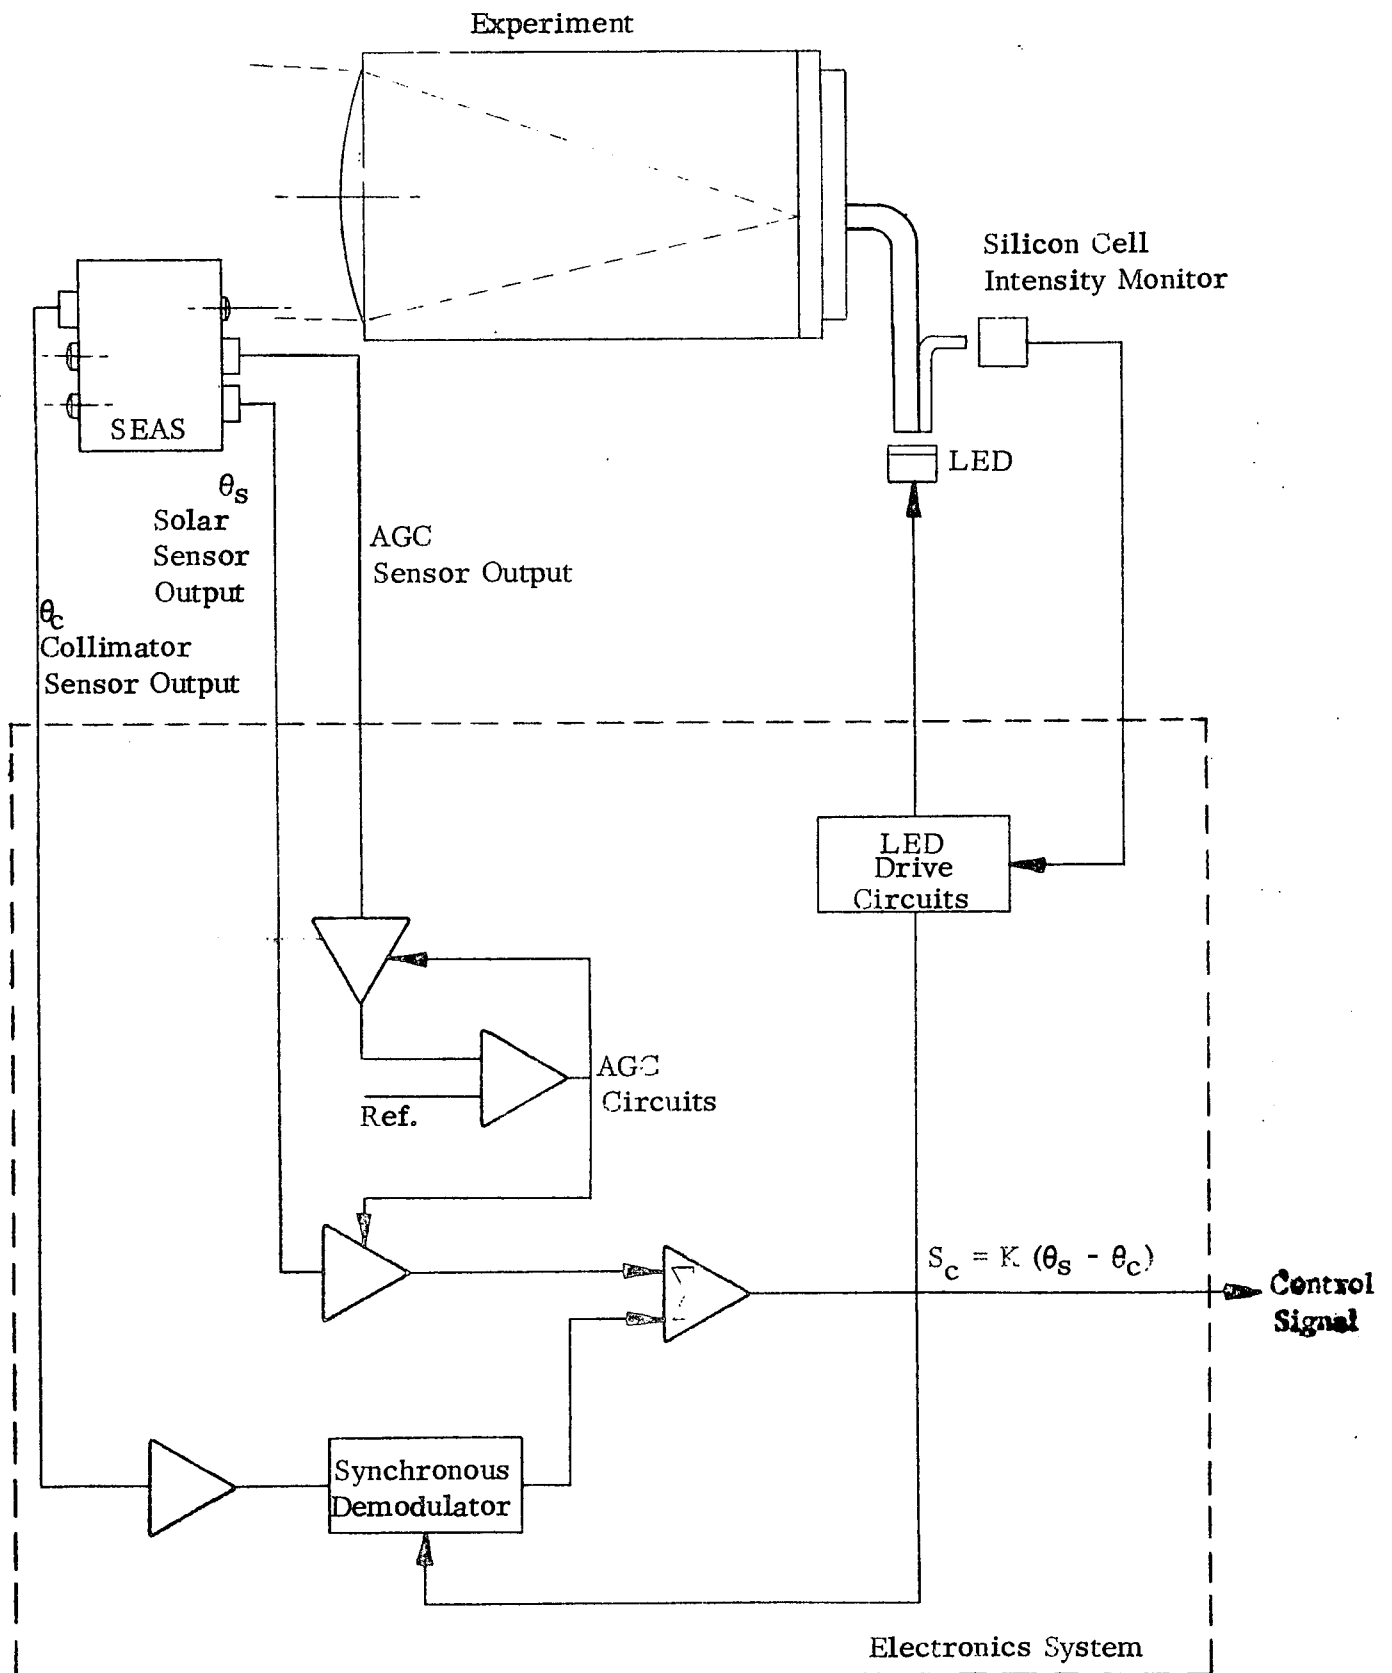 Experiment
Silicon Cell
Intensity Monitor
SEAS
LED
θs
Solar
Sensor
Output
AGC
Sensor Output
θc
Collimator
Sensor Output
LED
Drive
Circuits
AGC
Circuits
Ref.
Sc = K (θs - θc)
Σ
Control
Signal
Synchronous
Demodulator
Electronics System